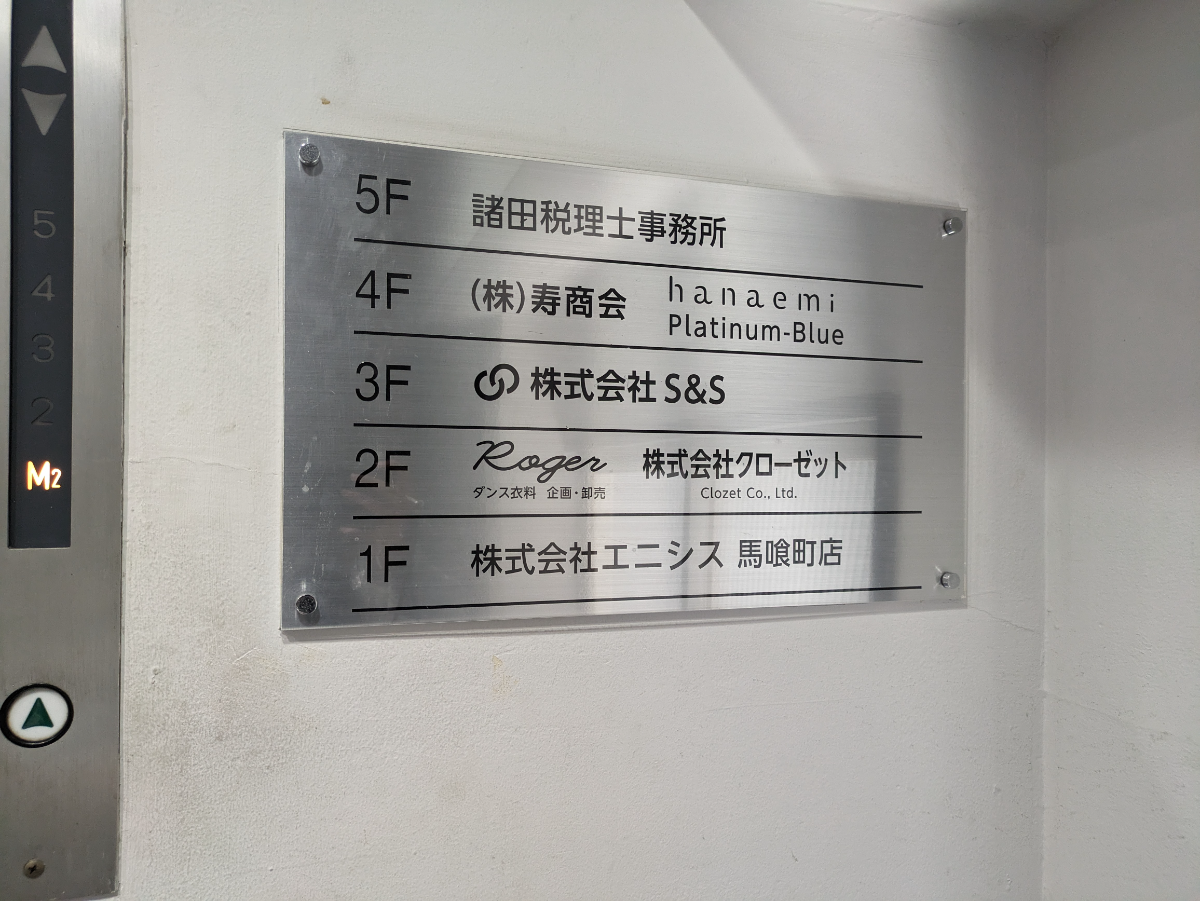 5
4
3
2
M2
5F 諸田税理士事務所
4F (株)寿商会 hanaemi
Platinum-Blue
3F 株式会社 S&S
2F Roger 株式会社クローゼット
ダンス衣料 企画・卸売 Clozet Co., Ltd.
1F 株式会社エニシス 馬喰町店